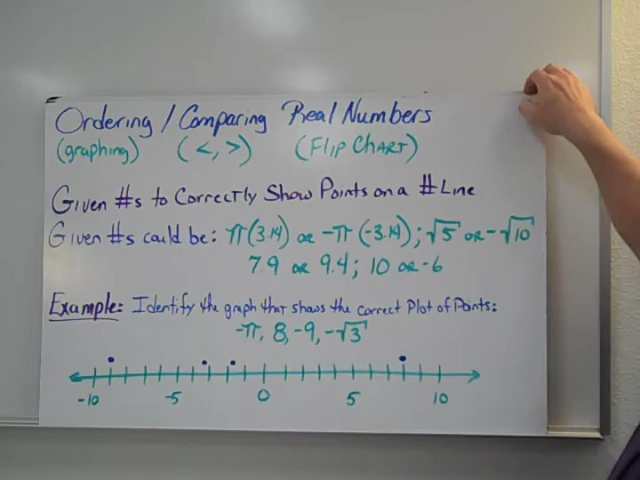 Ordering / Comparing Real Numbers
(graphing) (<, >) (Flip Chart)
Given #s to Correctly Show Points on a # Line
Given #s could be: π(3.14) or -π(-3.14); √5 or -√10
7.9 or 9.4; 10 or -6
Example: Identify the graph that shows the correct Plot of Points:
-π, 8, -9, -√3
-10 -5 0 5 10